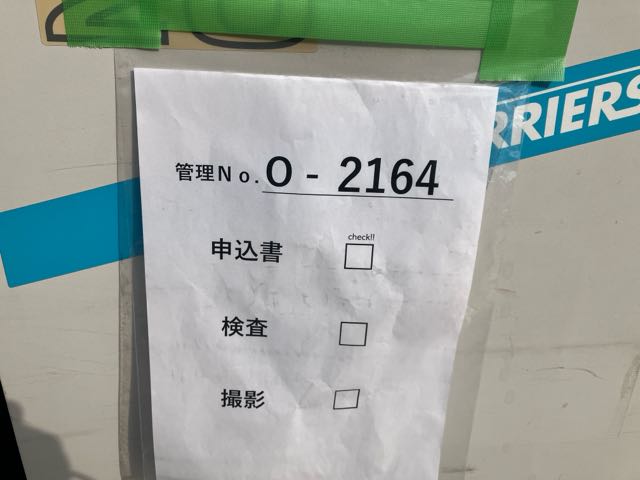 RRIERS
管理No. O - 2164
check!!
申込書
検査
撮影